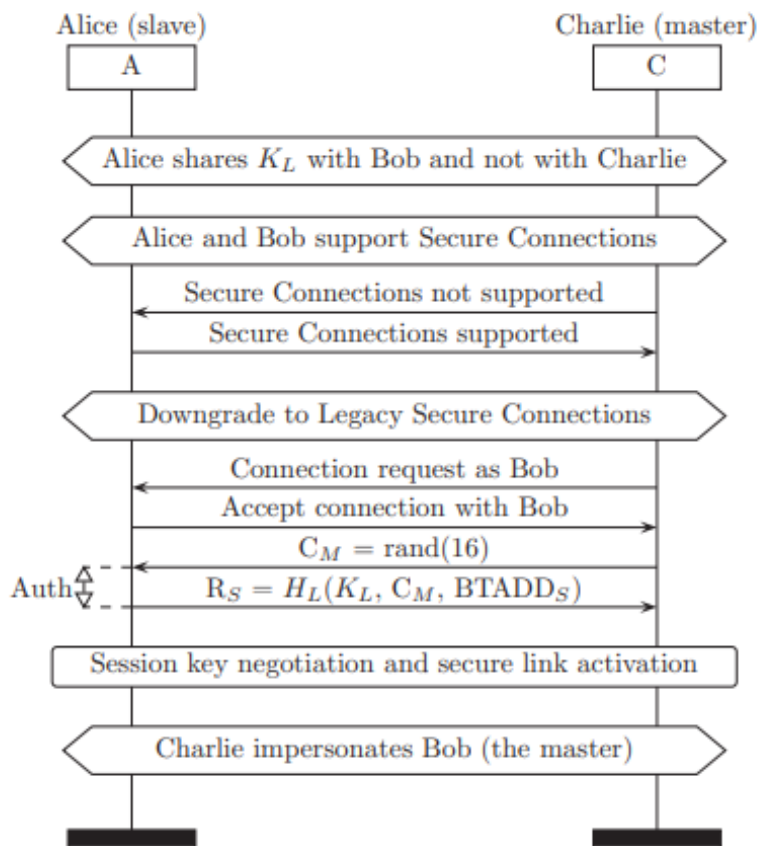 Alice (slave) Charlie (master)
A C
Alice shares K_L with Bob and not with Charlie
Alice and Bob support Secure Connections
Secure Connections not supported
Secure Connections supported
Downgrade to Legacy Secure Connections
Connection request as Bob
Accept connection with Bob
C_M = rand(16)
Auth R_S = H_L(K_L, C_M, BTADD_S)
Session key negotiation and secure link activation
Charlie impersonates Bob (the master)